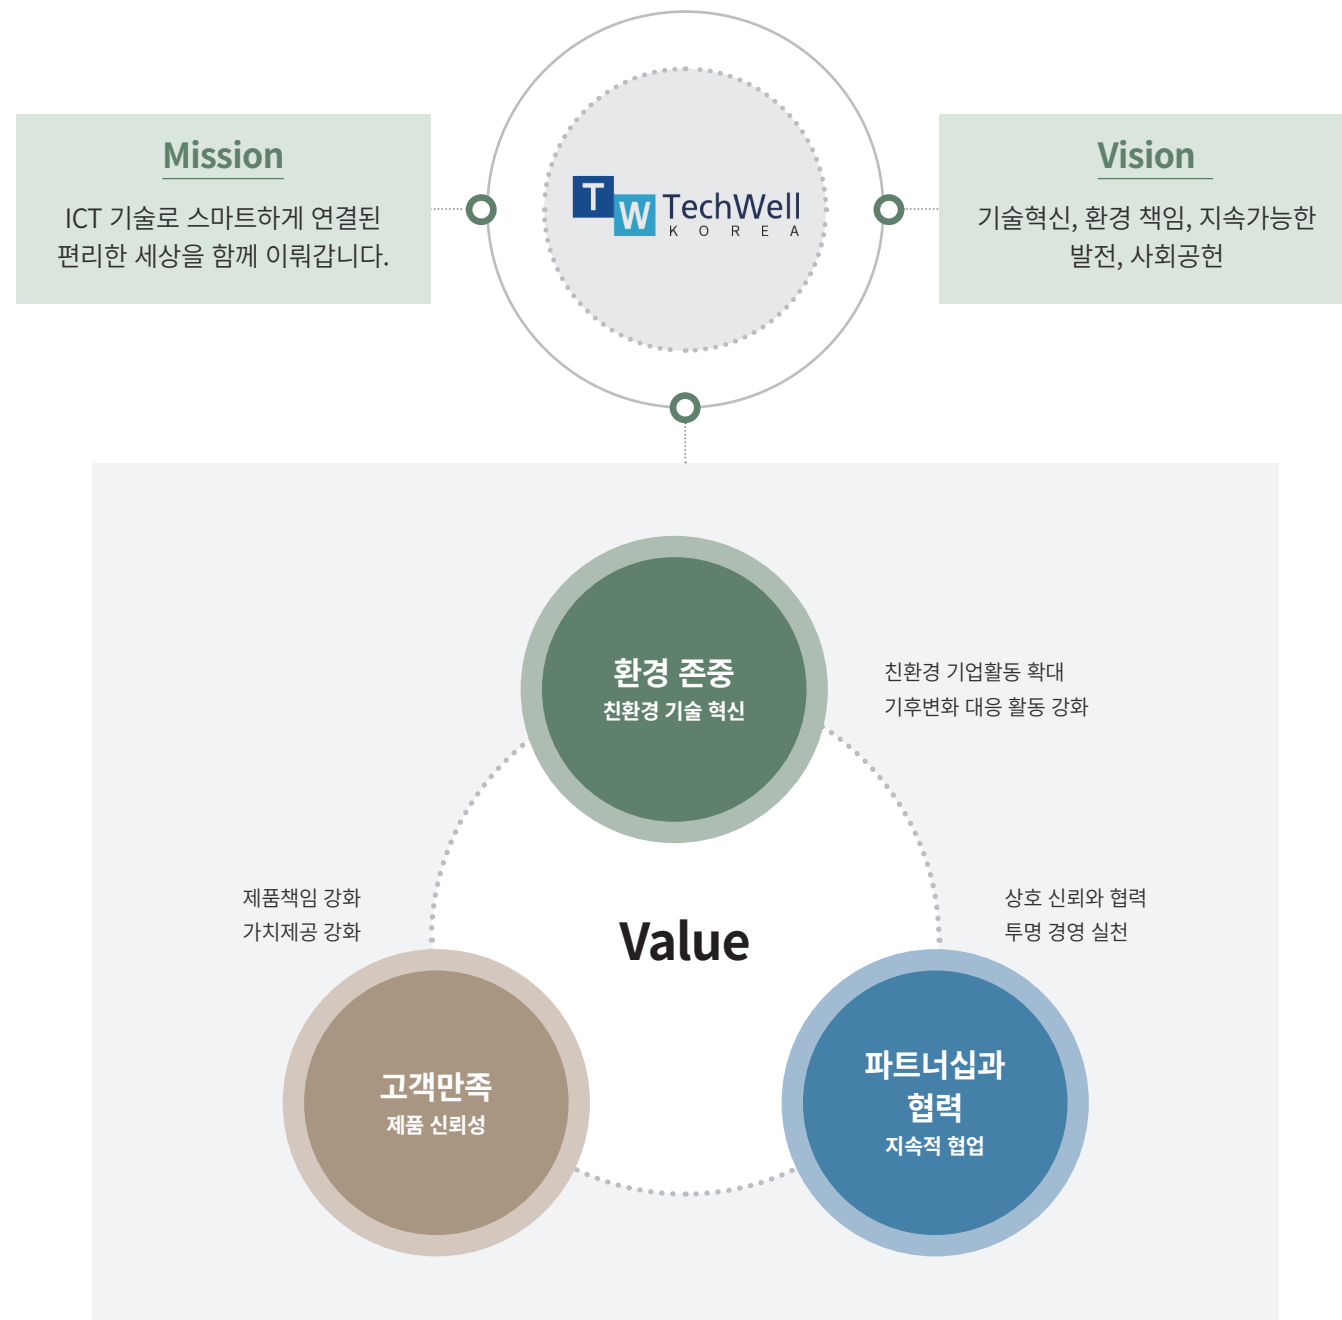 Mission
ICT 기술로 스마트하게 연결된
편리한 세상을 함께 이뤄갑니다.
T
W
TechWell
KOREA
Vision
기술혁신, 환경 책임, 지속가능한
발전, 사회공헌
환경 존중
친환경 기술 혁신
친환경 기업활동 확대
기후변화 대응 활동 강화
제품책임 강화
가치제공 강화
Value
상호 신뢰와 협력
투명 경영 실천
고객만족
제품 신뢰성
파트너십과
협력
지속적 협업